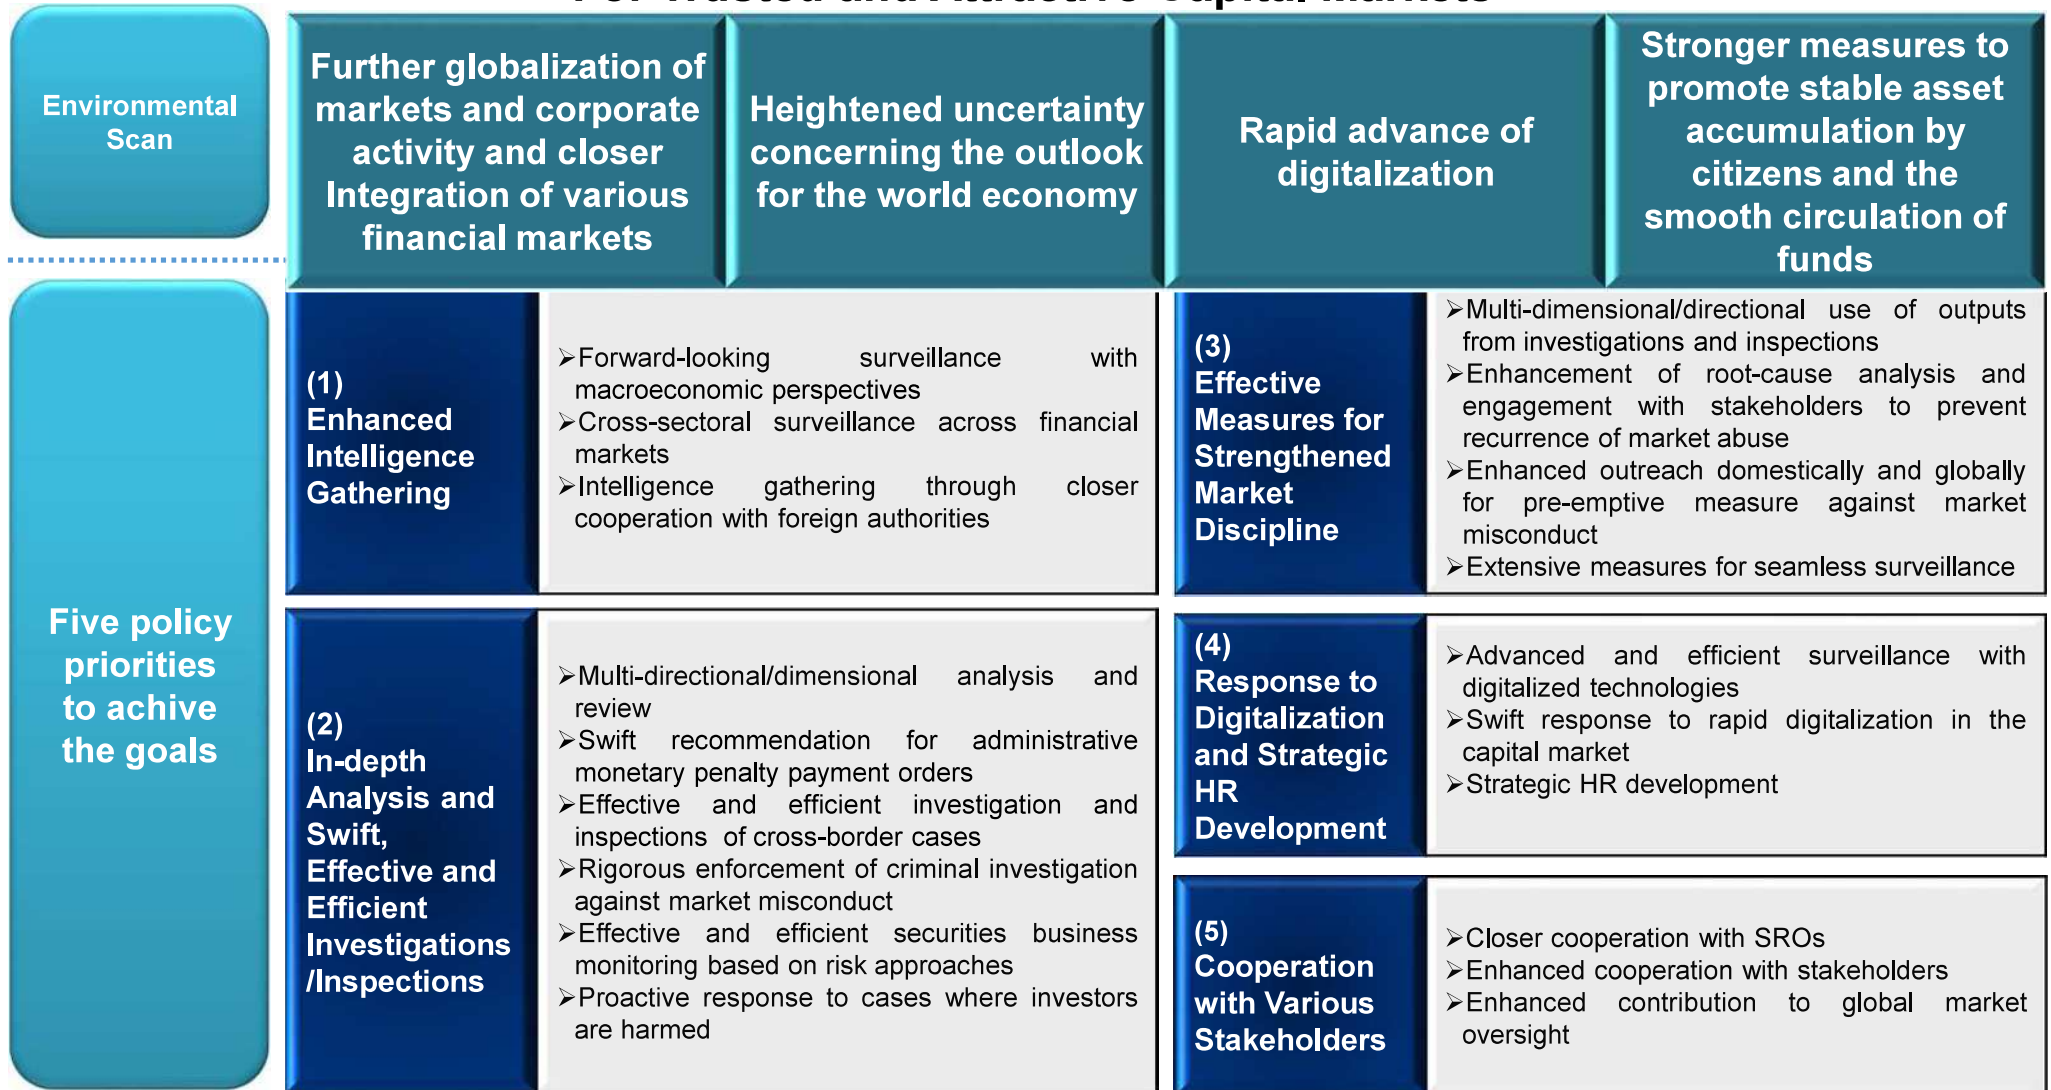 For Trusted and Attractive Capital Markets
Environmental
Scan
Further globalization of
markets and corporate
activity and closer
Integration of various
financial markets
Heightened uncertainty
concerning the outlook
for the world economy
Rapid advance of
digitalization
Stronger measures to
promote stable asset
accumulation by
citizens and the
smooth circulation of
funds
Five policy
priorities
to achive
the goals
(1)
Enhanced
Intelligence
Gathering
➢Forward-looking surveillance with
macroeconomic perspectives
➢Cross-sectoral surveillance across financial
markets
➢Intelligence gathering through closer
cooperation with foreign authorities
(2)
In-depth
Analysis and
Swift,
Effective and
Efficient
Investigations
/Inspections
➢Multi-directional/dimensional analysis and
review
➢Swift recommendation for administrative
monetary penalty payment orders
➢Effective and efficient investigation and
inspections of cross-border cases
➢Rigorous enforcement of criminal investigation
against market misconduct
➢Effective and efficient securities business
monitoring based on risk approaches
➢Proactive response to cases where investors
are harmed
(3)
Effective
Measures for
Strengthened
Market
Discipline
➢Multi-dimensional/directional use of outputs
from investigations and inspections
➢Enhancement of root-cause analysis and
engagement with stakeholders to prevent
recurrence of market abuse
➢Enhanced outreach domestically and globally
for pre-emptive measure against market
misconduct
➢Extensive measures for seamless surveillance
(4)
Response to
Digitalization
and Strategic
HR
Development
➢Advanced and efficient surveillance with
digitalized technologies
➢Swift response to rapid digitalization in the
capital market
➢Strategic HR development
(5)
Cooperation
with Various
Stakeholders
➢Closer cooperation with SROs
➢Enhanced cooperation with stakeholders
➢Enhanced contribution to global market
oversight